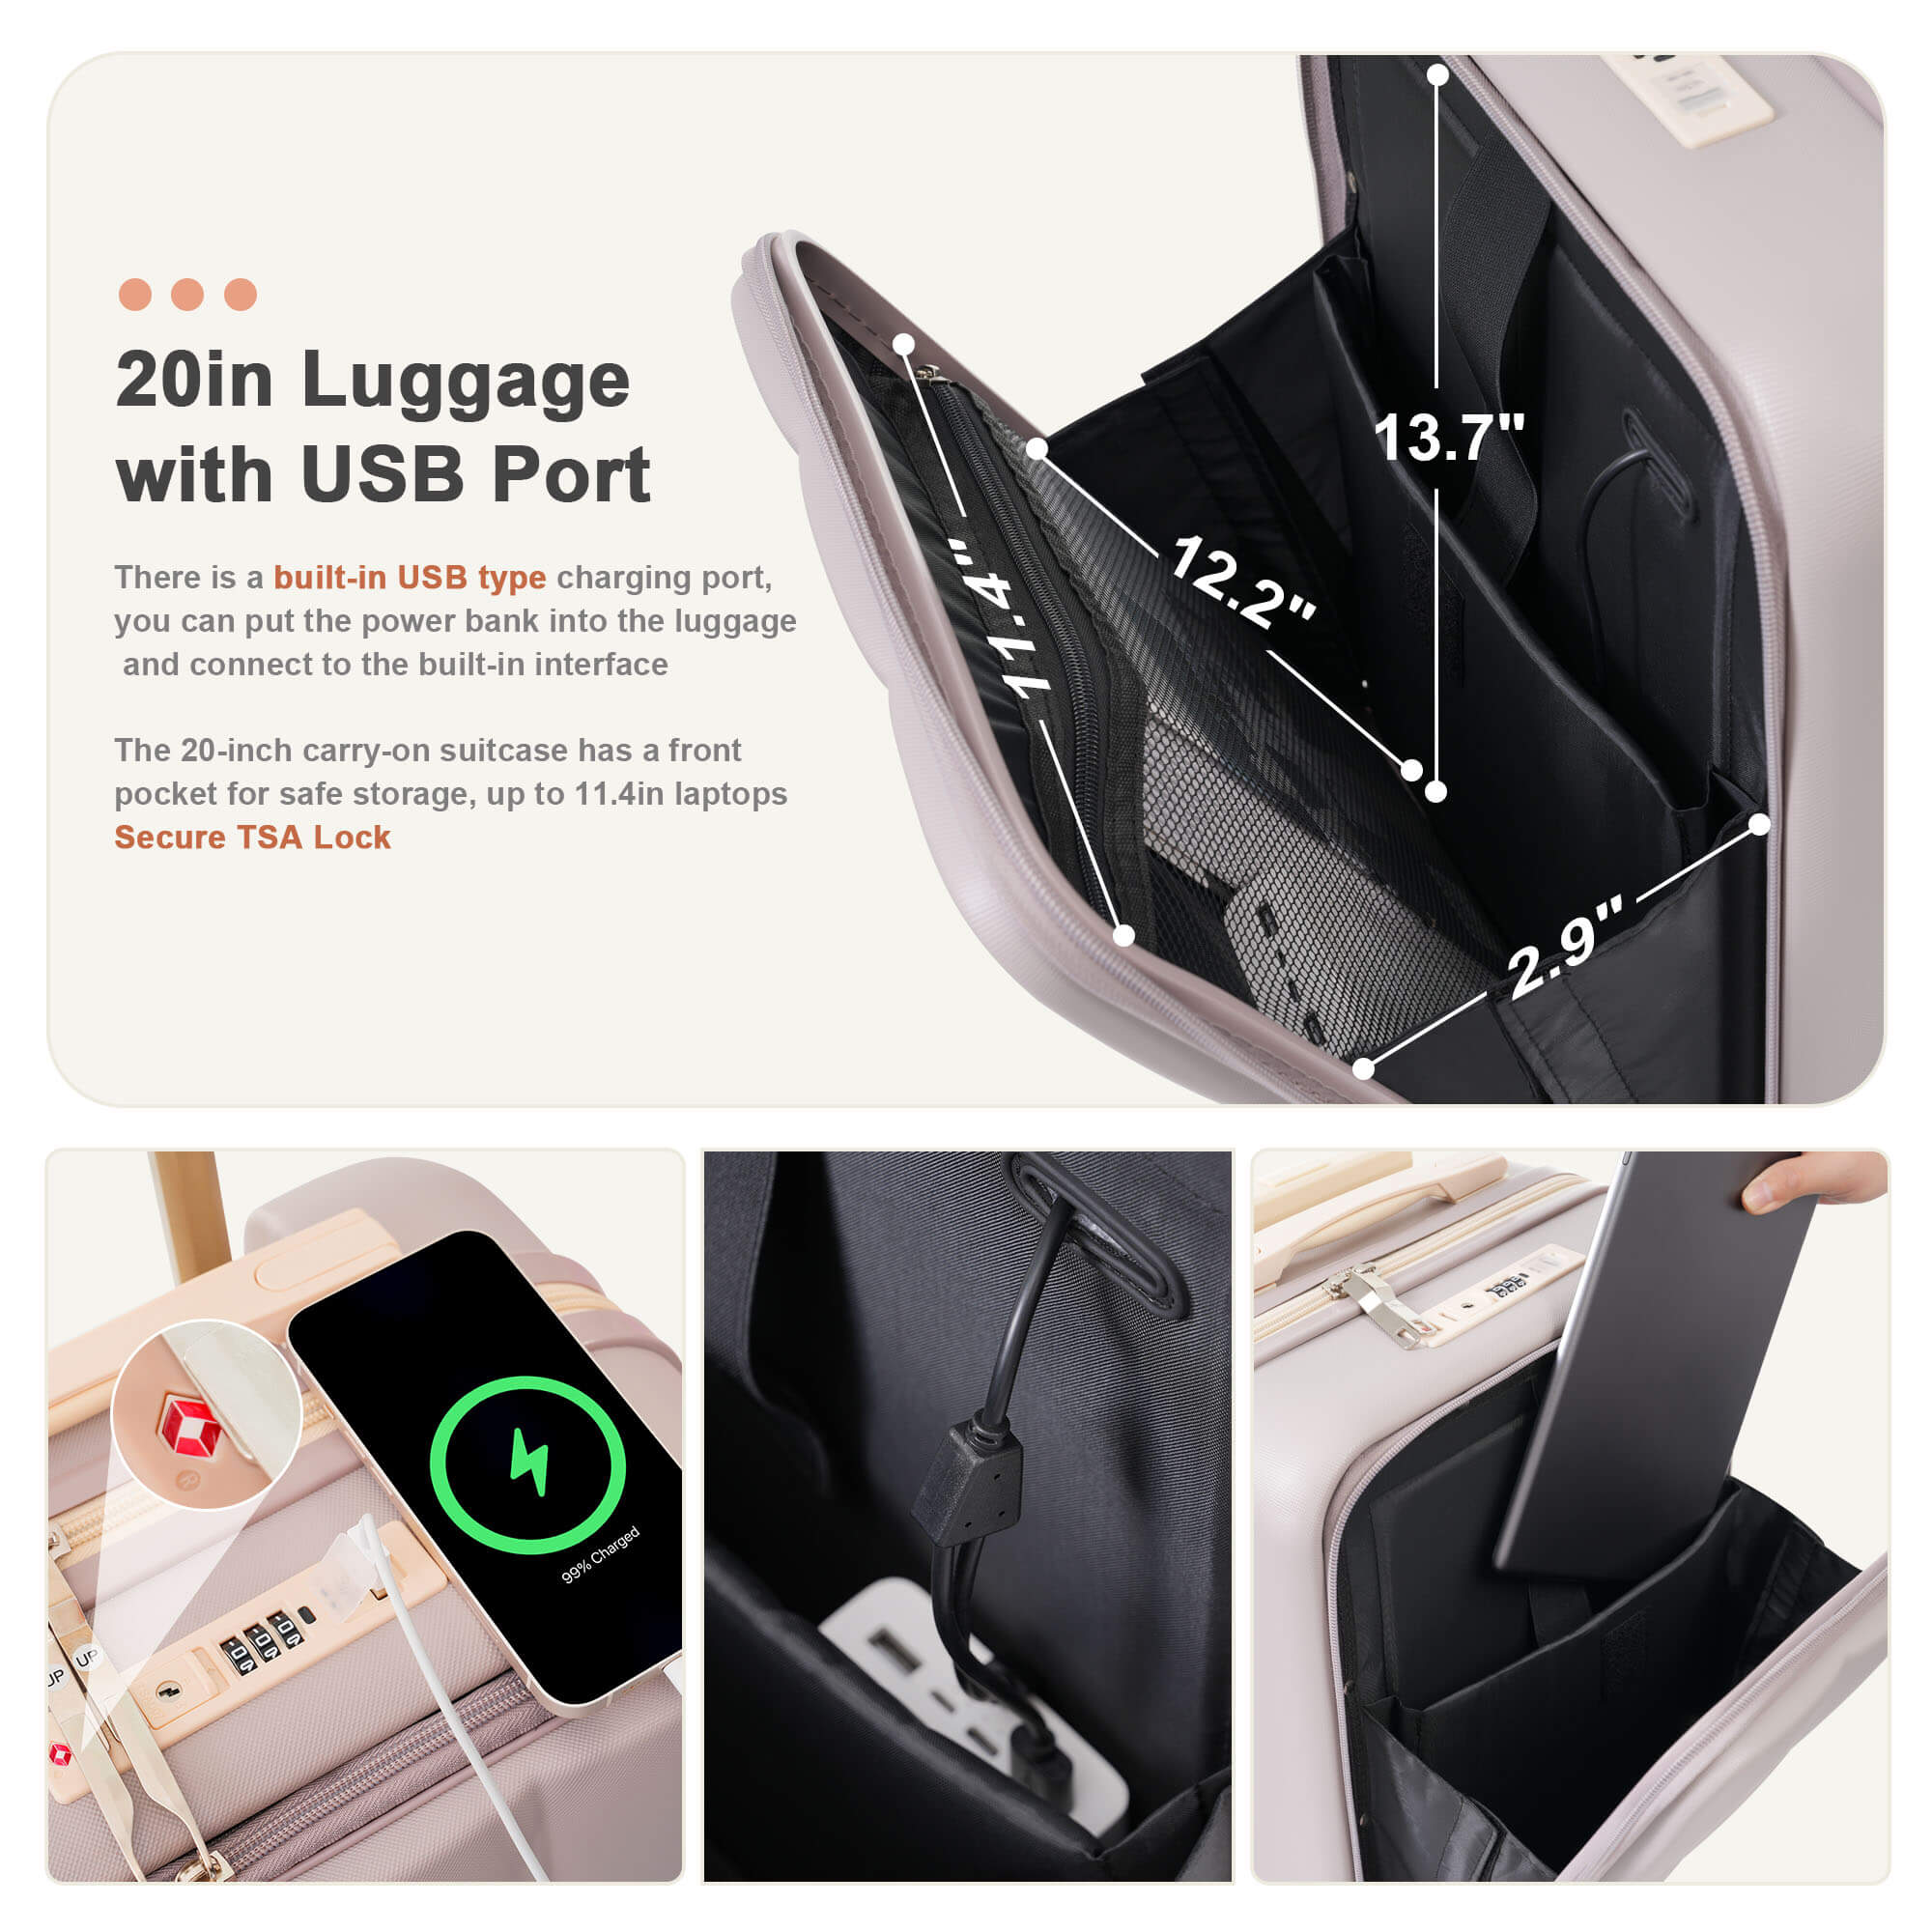 20in Luggage
with USB Port
There is a built-in USB type charging port,
you can put the power bank into the luggage
and connect to the built-in interface
The 20-inch carry-on suitcase has a front
pocket for safe storage, up to 11.4in laptops
Secure TSA Lock
13.7"
12.2"
11.4"
2.9"
99% Charged
UP
UP
R